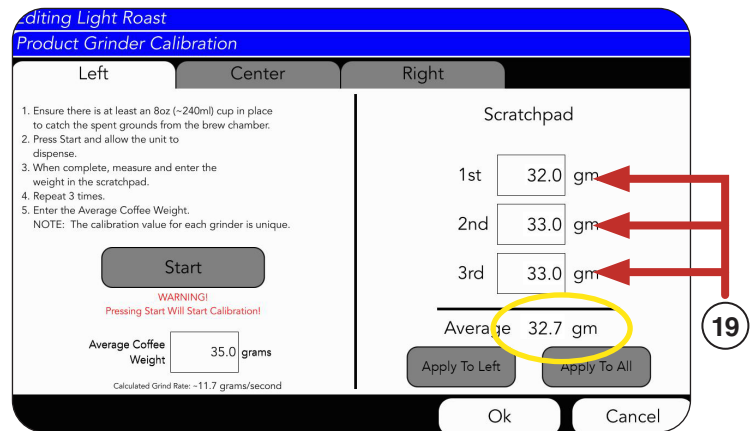 Editing Light Roast
Product Grinder Calibration
Left Center Right
1. Ensure there is at least an 8oz (~240ml) cup in place
to catch the spent grounds from the brew chamber.
2. Press Start and allow the unit to
dispense.
3. When complete, measure and enter the
weight in the scratchpad.
4. Repeat 3 times.
5. Enter the Average Coffee Weight.
NOTE: The calibration value for each grinder is unique.
Start
WARNING!
Pressing Start Will Start Calibration!
Average Coffee
Weight 35.0 grams
Calculated Grind Rate: ~11.7 grams/second
Scratchpad
1st 32.0 gm
2nd 33.0 gm
3rd 33.0 gm
Average 32.7 gm
Apply To Left Apply To All
Ok Cancel
19